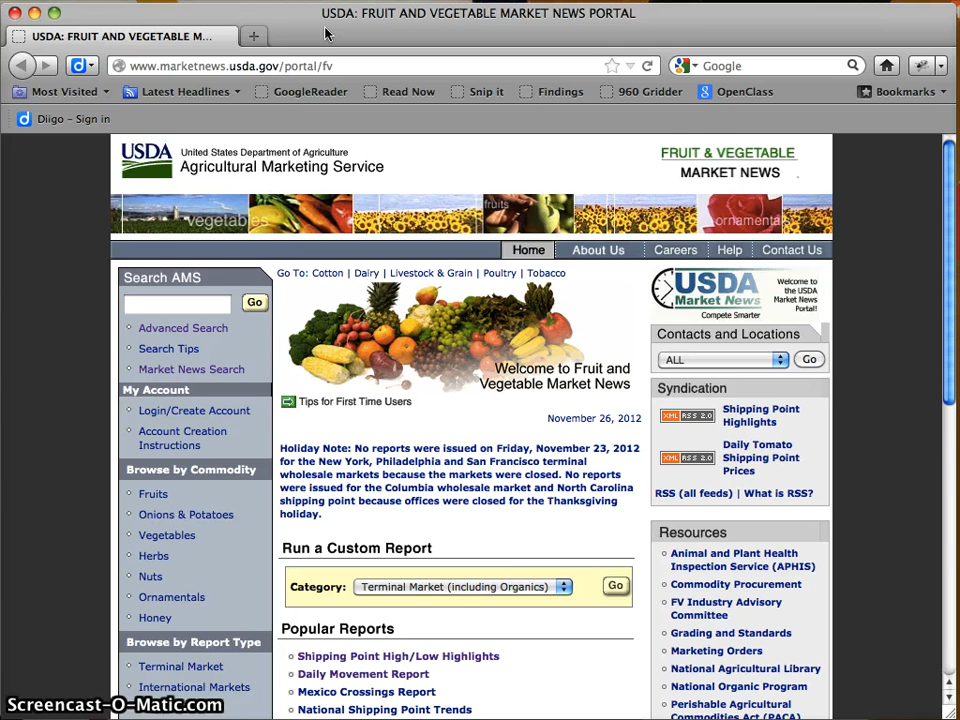 USDA: FRUIT AND VEGETABLE MARKET NEWS PORTAL
USDA: FRUIT AND VEGETABLE M...
www.marketnews.usda.gov/portal/fv
Google
Most Visited
Latest Headlines
GoogleReader
Read Now
Snip it
Findings
960 Gridder
OpenClass
Bookmarks
Diigo - Sign in
USDA
United States Department of Agriculture
Agricultural Marketing Service
FRUIT & VEGETABLE
MARKET NEWS
vegetables
fruits
ornamenta
Home
About Us
Careers
Help
Contact Us
Search AMS
Go
Advanced Search
Search Tips
Market News Search
My Account
Login/Create Account
Account Creation
Instructions
Browse by Commodity
Fruits
Onions & Potatoes
Vegetables
Herbs
Nuts
Ornamentals
Honey
Browse by Report Type
Terminal Market
International Markets
Go To: Cotton | Dairy | Livestock & Grain | Poultry | Tobacco
Welcome to Fruit and
Vegetable Market News
Tips for First Time Users
November 26, 2012
Holiday Note: No reports were issued on Friday, November 23, 2012
for the New York, Philadelphia and San Francisco terminal
wholesale markets because the markets were closed. No reports
were issued for the Columbia wholesale market and North Carolina
shipping point because offices were closed for the Thanksgiving
holiday.
Run a Custom Report
Category: Terminal Market (including Organics) Go
Popular Reports
Shipping Point High/Low Highlights
Daily Movement Report
Mexico Crossings Report
National Shipping Point Trends
USDA
Market News
Compete Smarter
Welcome to the
USDA
Market News
Portal!
Contacts and Locations
ALL Go
Syndication
XML RSS 2.0
Shipping Point
Highlights
XML RSS 2.0
Daily Tomato
Shipping Point
Prices
RSS (all feeds) | What is RSS?
Resources
Animal and Plant Health
Inspection Service (APHIS)
Commodity Procurement
FV Industry Advisory
Committee
Grading and Standards
Marketing Orders
National Agricultural Library
National Organic Program
Perishable Agricultural
Commodities Act (PACA)
Screencast-O-Matic.com